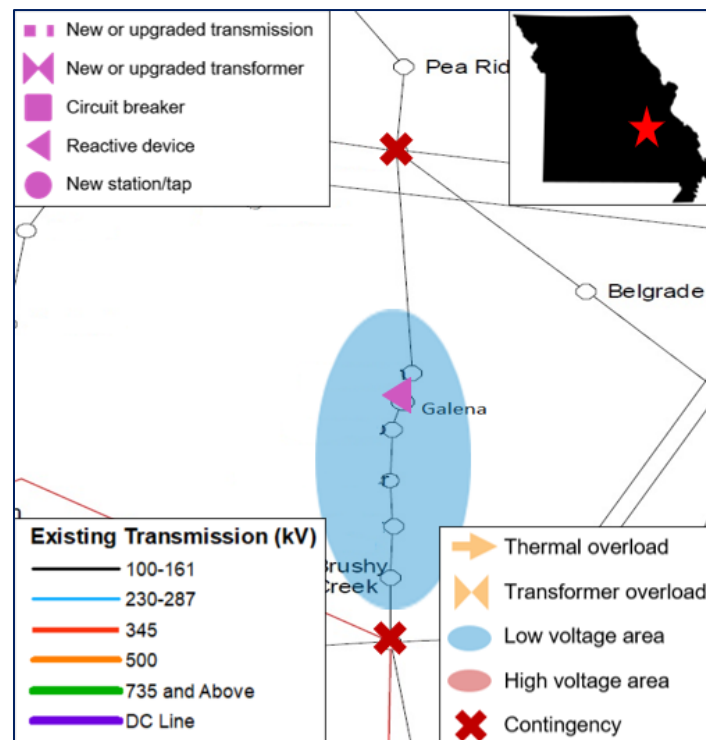 New or upgraded transmission
New or upgraded transformer
Circuit breaker
Reactive device
New station/tap
Pea Rid
Belgrade
Galena
Brushy
Creek
Existing Transmission (kV)
100-161
230-287
345
500
735 and Above
DC Line
Thermal overload
Transformer overload
Low voltage area
High voltage area
Contingency